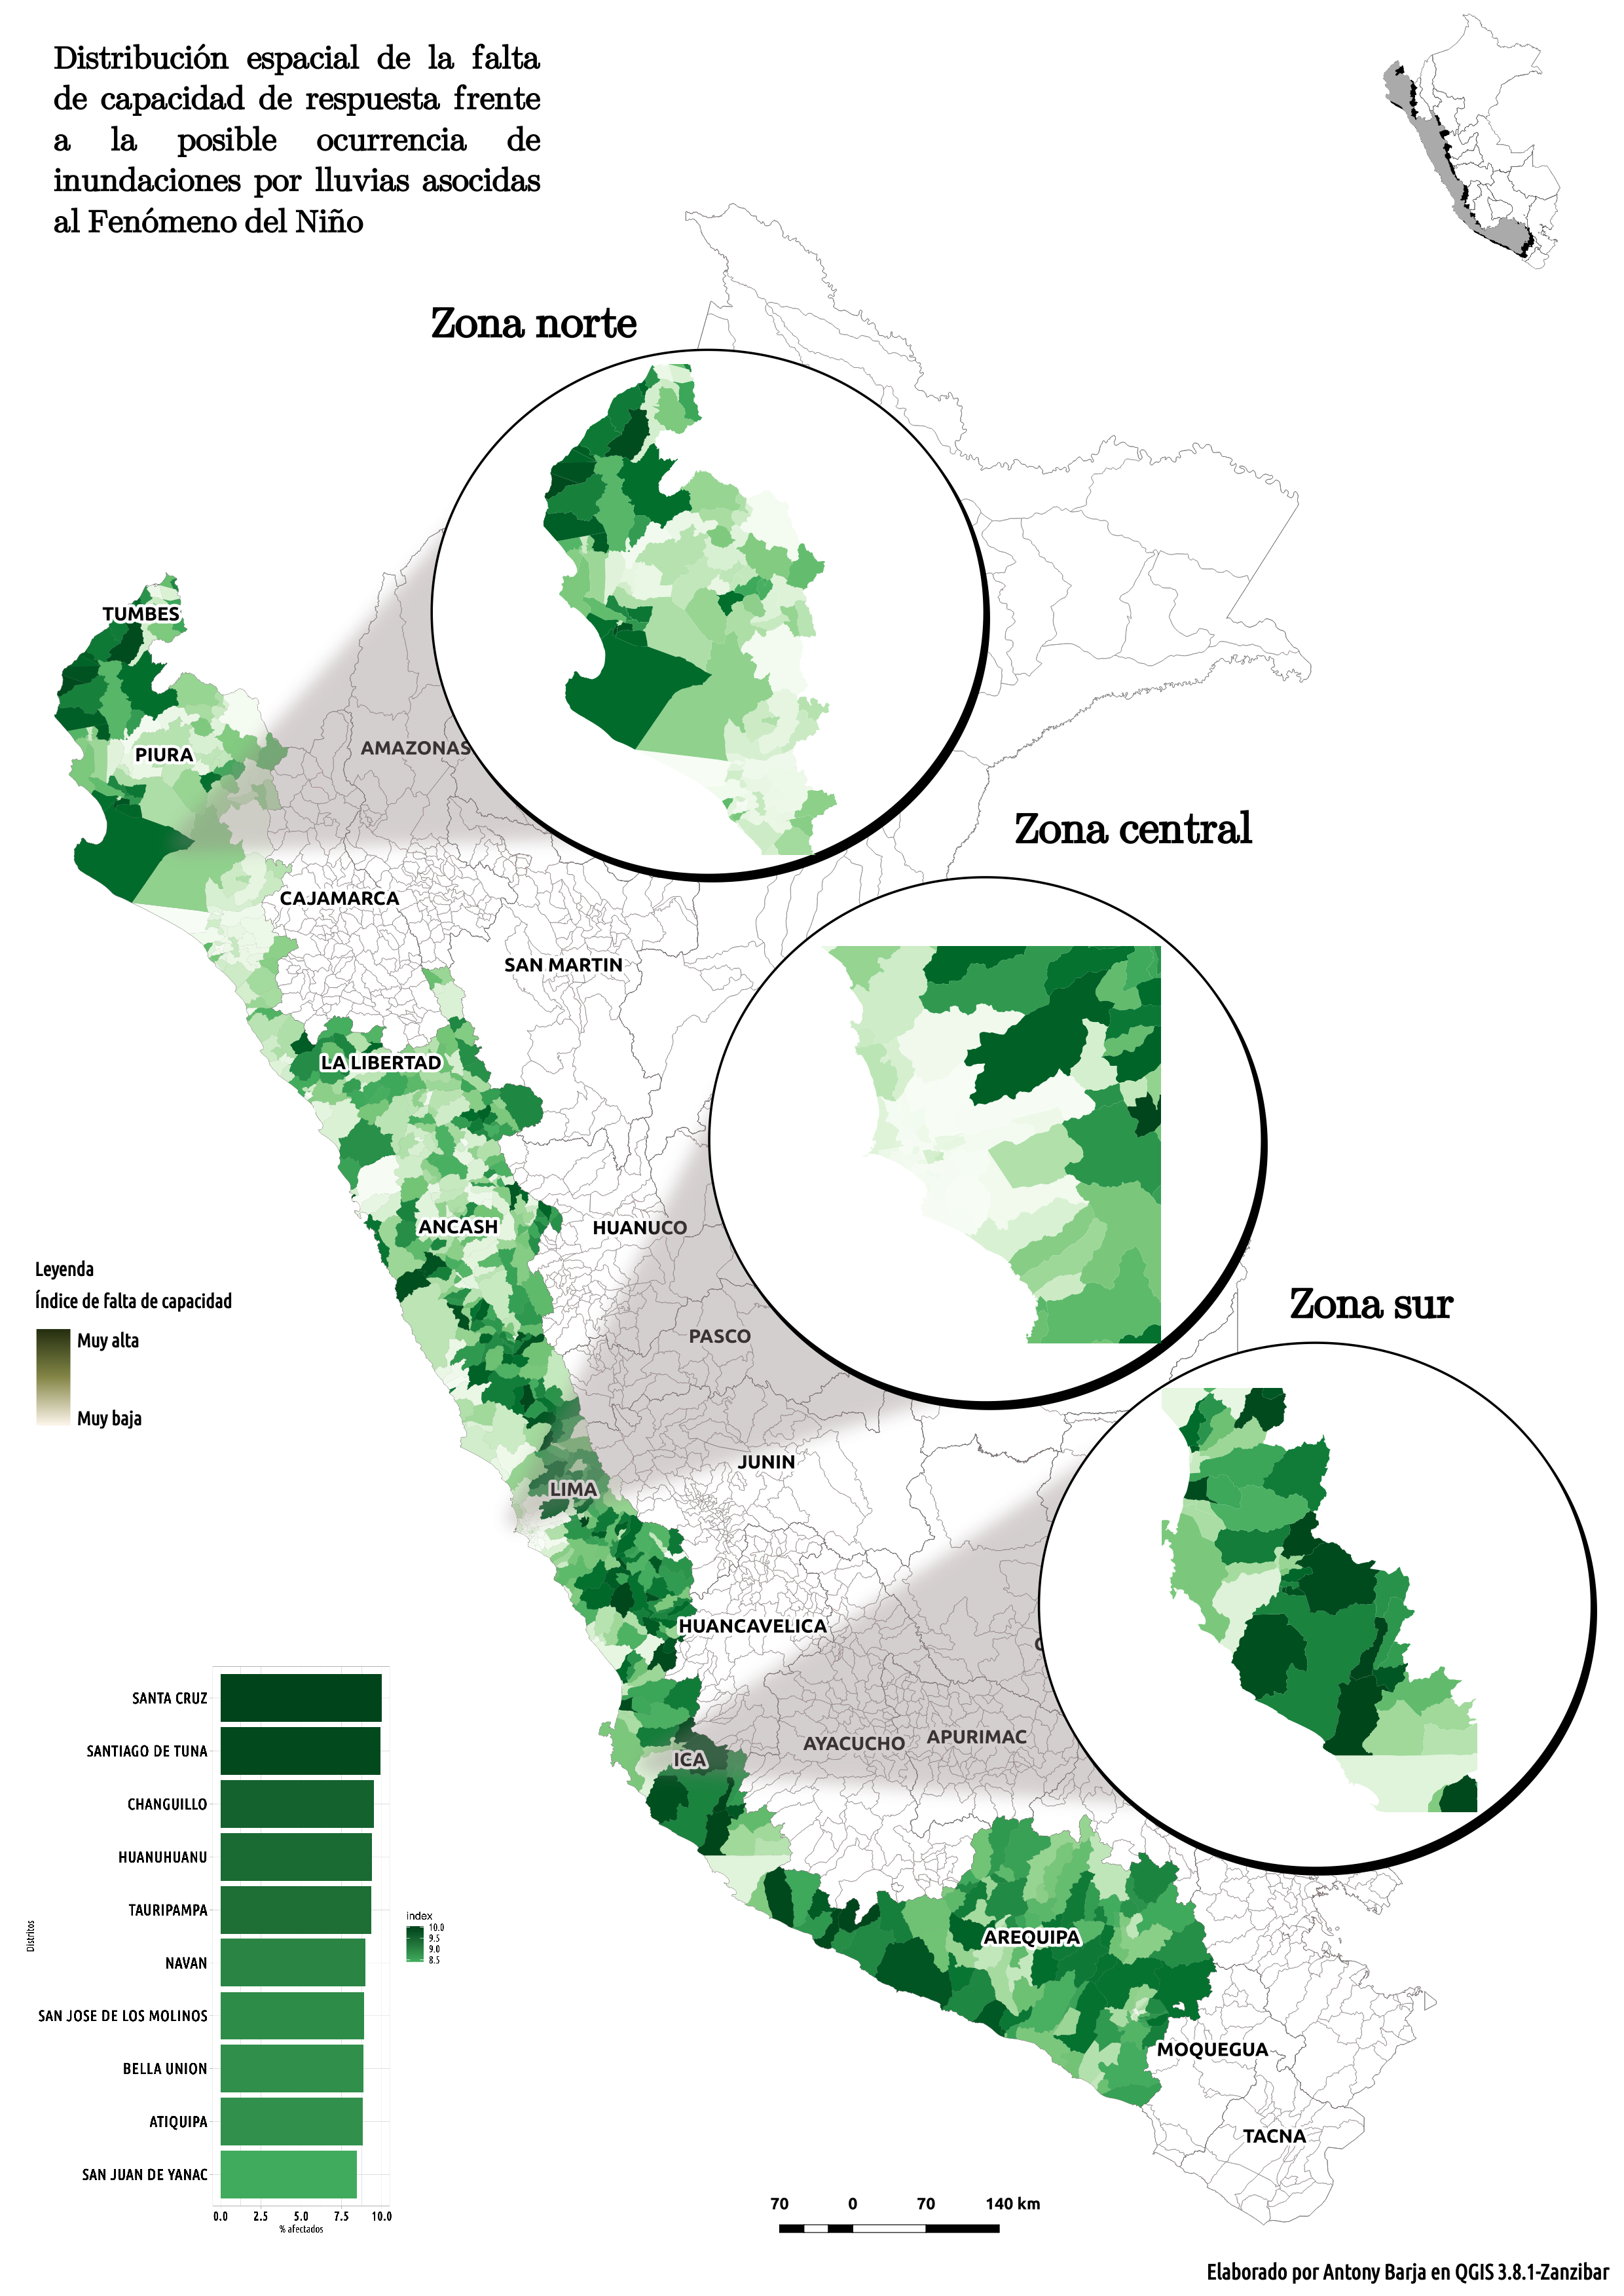 Distribución espacial de la falta
de capacidad de respuesta frente
a la posible ocurrencia de
inundaciones por lluvias asocidas
al Fenómeno del Niño
Zona norte
TUMBES
PIURA
AMAZONAS
Zona central
CAJAMARCA
SAN MARTIN
LA LIBERTAD
ANCASH
HUANUCO
Leyenda
Índice de falta de capacidad
Muy alta
Muy baja
Zona sur
PASCO
JUNIN
LIMA
HUANCAVELICA
ICA
AYACUCHO
APURIMAC
AREQUIPA
MOQUEGUA
TACNA
SANTA CRUZ
SANTIAGO DE TUNA
CHANGUILLO
HUANUHUANU
TAURIPAMPA
NAVAN
SAN JOSE DE LOS MOLINOS
BELLA UNION
ATIQUIPA
SAN JUAN DE YANAC
Distritos
0.0 2.5 5.0 7.5 10.0
% afectados
index
10.0
9.5
9.0
8.5
70 0 70 140 km
Elaborado por Antony Barja en QGIS 3.8.1-Zanzibar